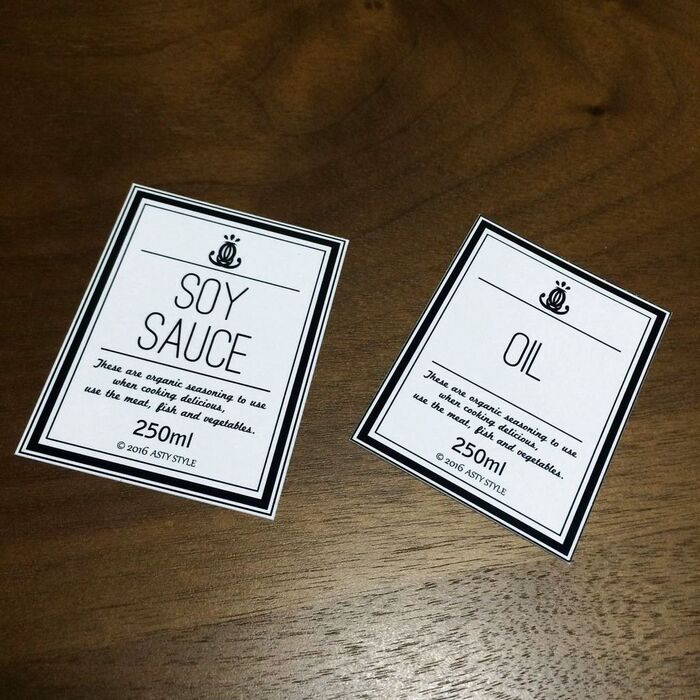 SOY
SAUCE
These are organic seasoning to use
when cooking delicious,
use the meat, fish and vegetables.
250ml
© 2016 ASTY STYLE
OIL
These are organic seasoning to use
when cooking delicious,
use the meat, fish and vegetables.
250ml
© 2016 ASTY STYLE